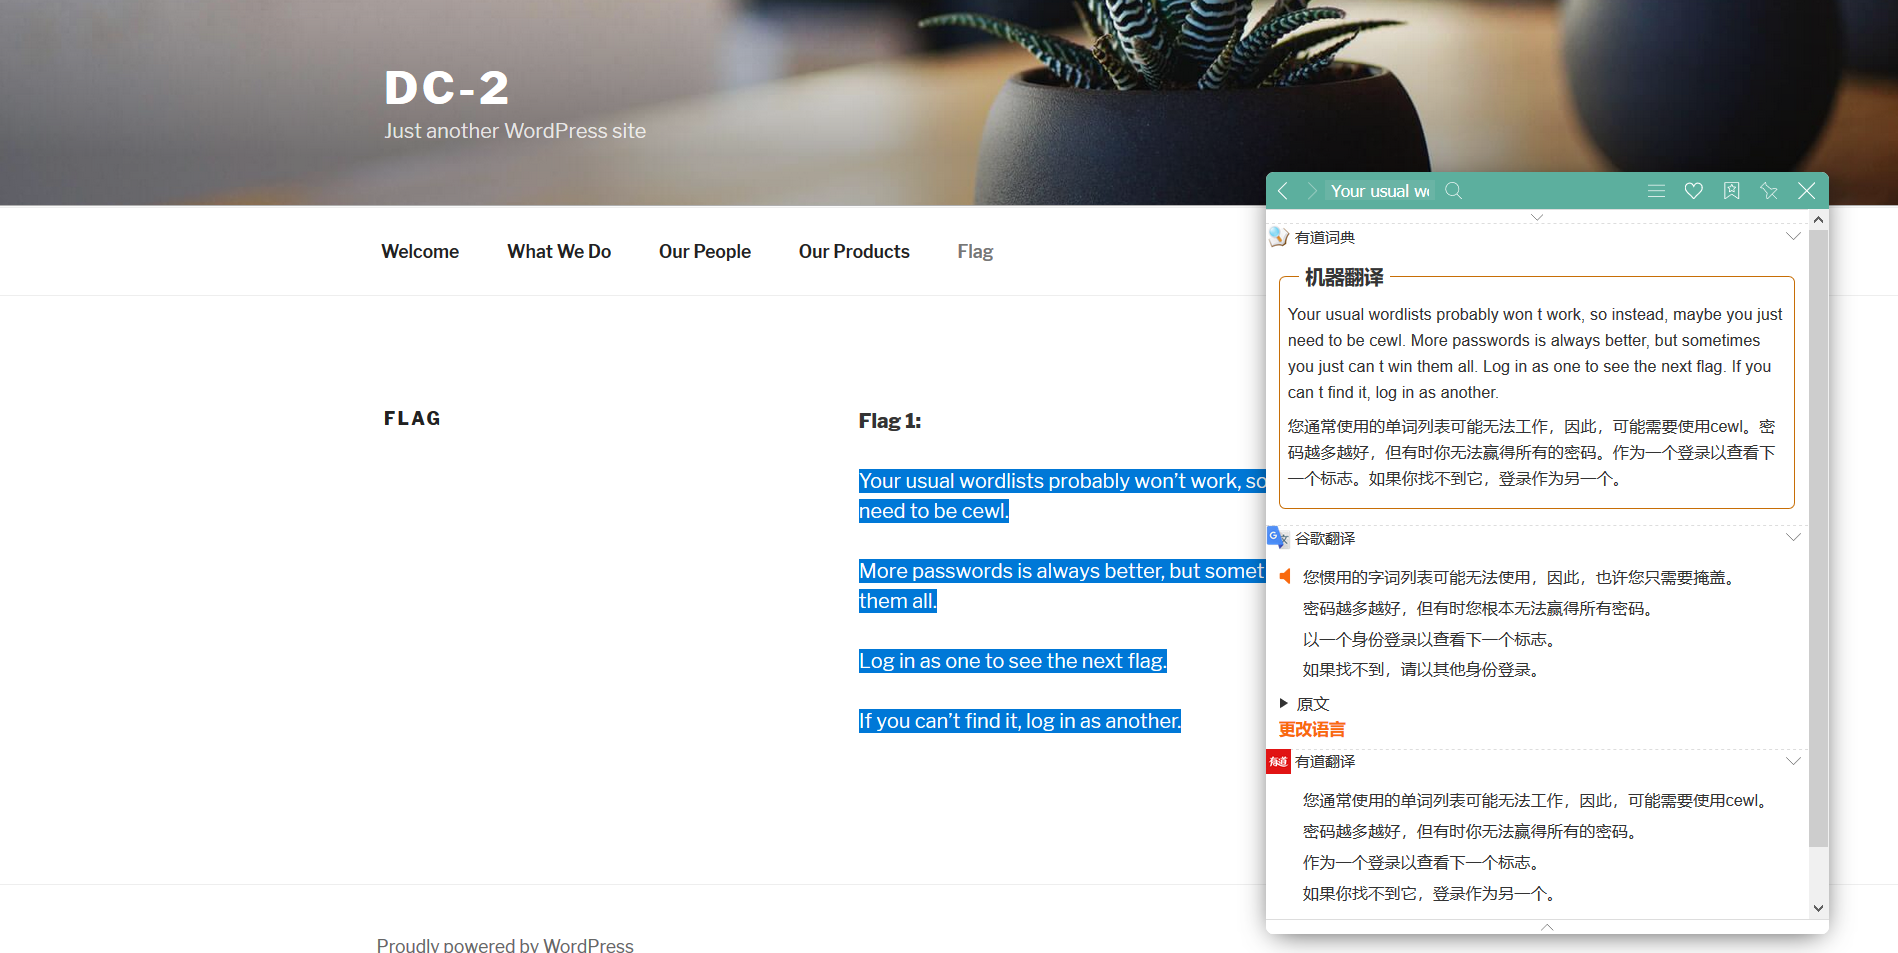 DC-2
Just another WordPress site
Welcome
What We Do
Our People
Our Products
Flag
FLAG
Flag 1:
Your usual wordlists probably won’t work, so
need to be cewl.
More passwords is always better, but somet
them all.
Log in as one to see the next flag.
If you can’t find it, log in as another.
Proudly powered by WordPress
Your usual wo
有道词典
机器翻译
Your usual wordlists probably won t work, so instead, maybe you just
need to be cewl. More passwords is always better, but sometimes
you just can t win them all. Log in as one to see the next flag. If you
can t find it, log in as another.
您通常使用的单词列表可能无法工作，因此，可能需要使用cewl。密
码越多越好，但有时你无法赢得所有的密码。作为一个登录以查看下
一个标志。如果你找不到它，登录作为另一个。
谷歌翻译
您惯用的字词列表可能无法使用，因此，也许您只需要掩盖。
密码越多越好，但有时您根本无法赢得所有密码。
以一个身份登录以查看下一个标志。
如果找不到，请以其他身份登录。
原文
更改语言
有道 有道翻译
您通常使用的单词列表可能无法工作，因此，可能需要使用cewl。
密码越多越好，但有时你无法赢得所有的密码。
作为一个登录以查看下一个标志。
如果你找不到它，登录作为另一个。